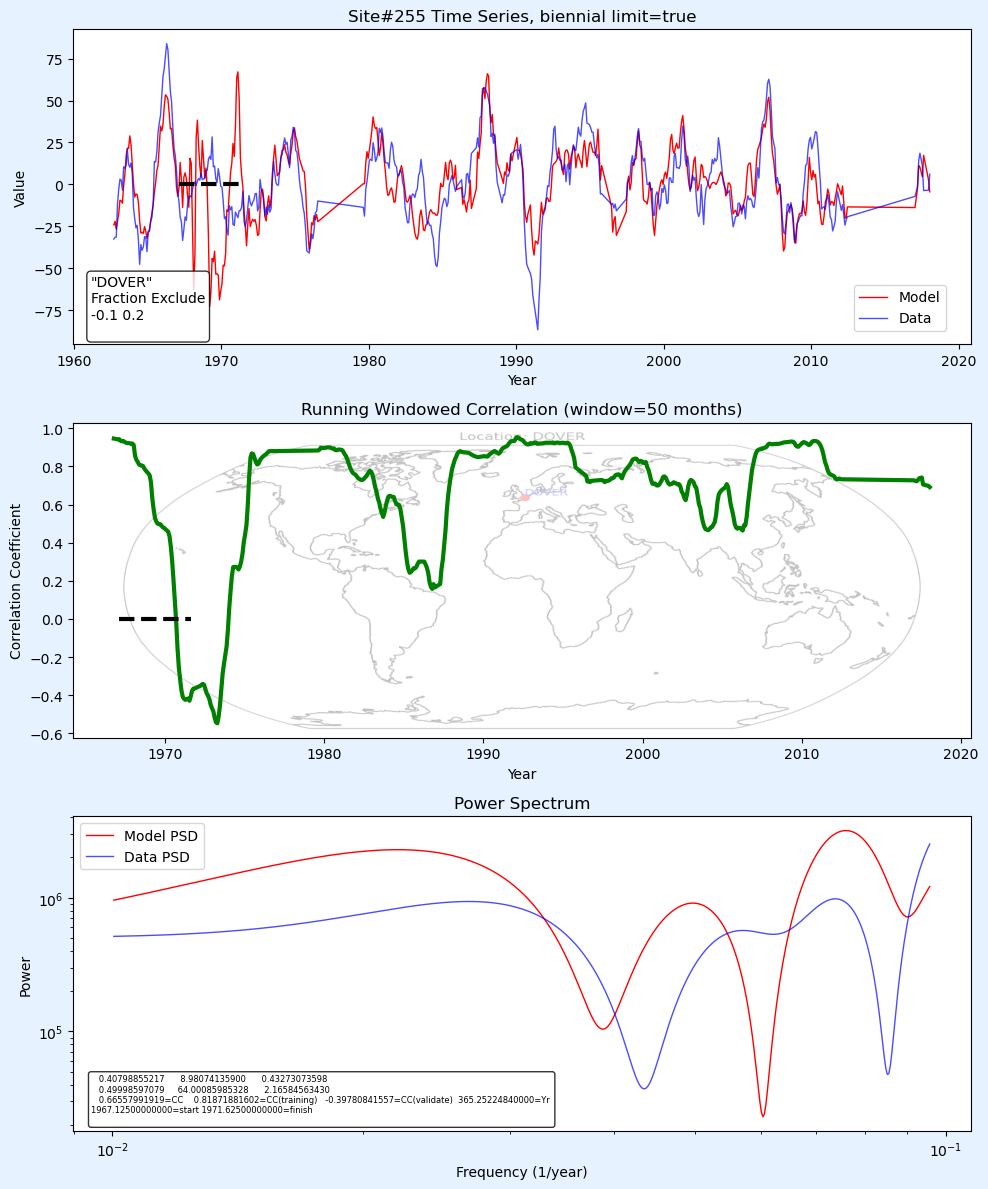 Site#255 Time Series, biennial limit=true
Value
75
50
25
0
−25
−50
−75
"DOVER"
Fraction Exclude
-0.1 0.2
Model
Data
1960
1970
1980
1990
2000
2010
2020
Year
Running Windowed Correlation (window=50 months)
Correlation Coefficient
1.0
0.8
0.6
0.4
0.2
0.0
−0.2
−0.4
−0.6
Location: DOVER
DOVER
1970
1980
1990
2000
2010
2020
Year
Power Spectrum
Model PSD
Data PSD
Power
10^6
10^5
0.40798855217 8.98074135900 0.43273073598
0.49998597079 64.00085985328 2.16584563430
0.66557991919=CC 0.81871881602=CC(training) -0.39780841557=CC(validate) 365.25224840000=Yr
1967.12500000000=start 1971.62500000000=finish
10^−2
10^−1
Frequency (1/year)